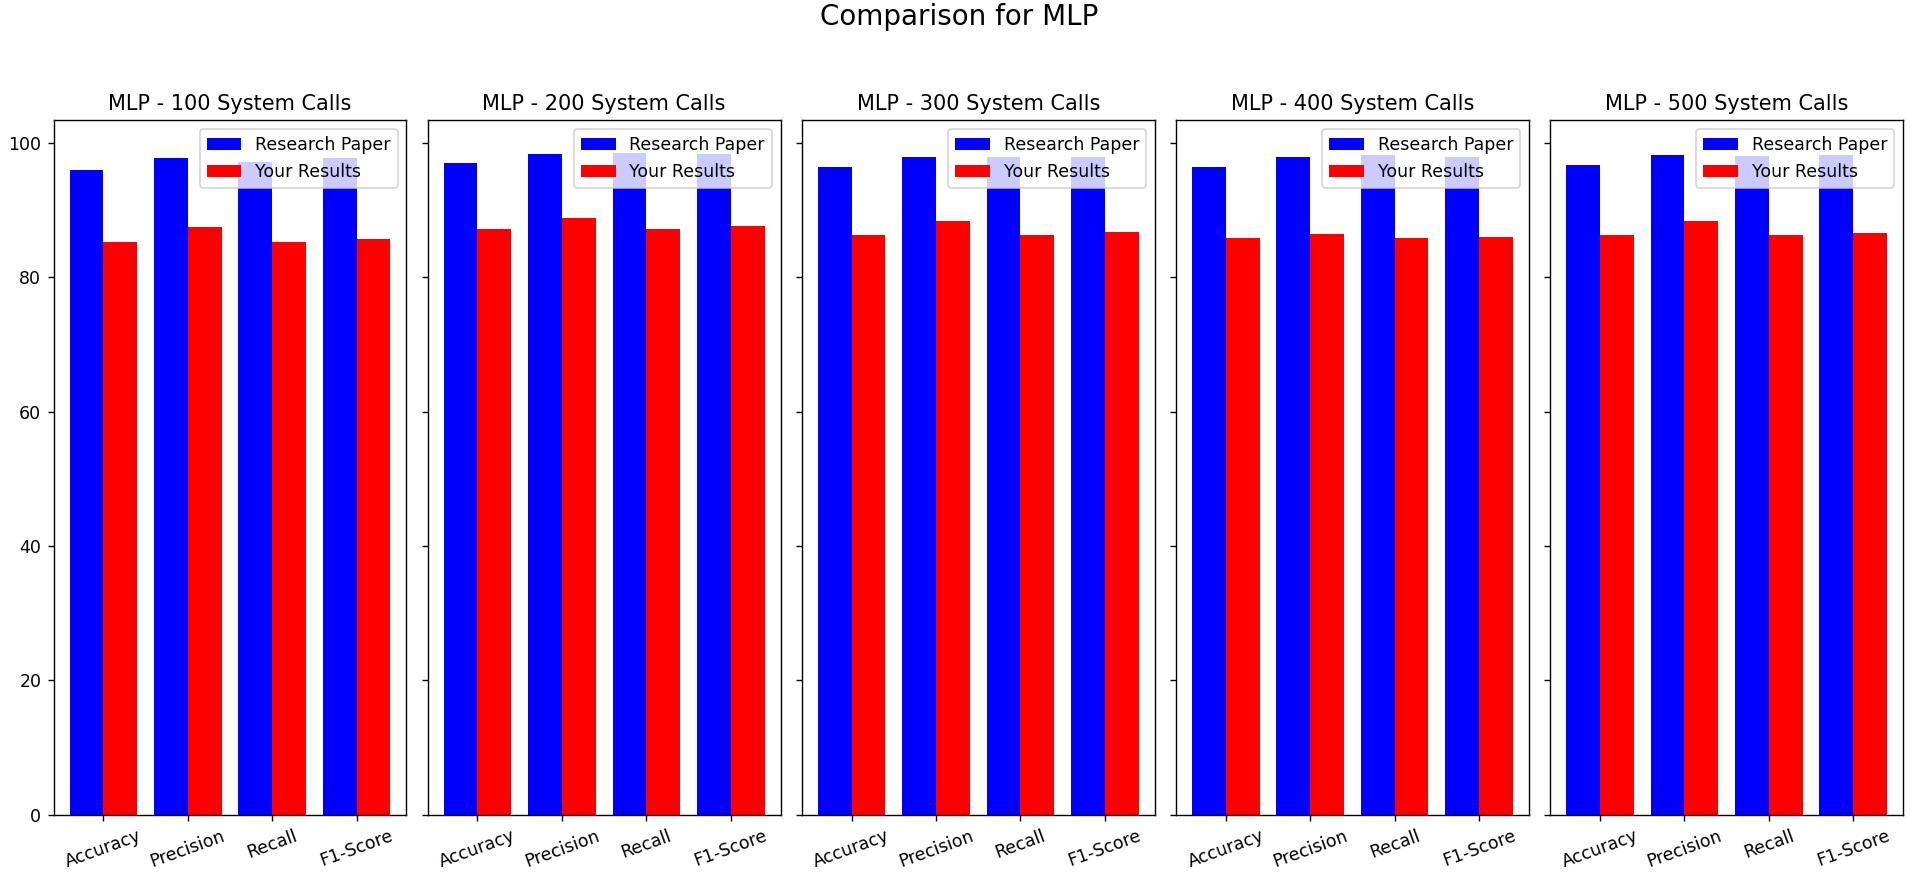 Comparison for MLP
MLP - 100 System Calls
MLP - 200 System Calls
MLP - 300 System Calls
MLP - 400 System Calls
MLP - 500 System Calls
Research Paper
Your Results
Research Paper
Your Results
Research Paper
Your Results
Research Paper
Your Results
Research Paper
Your Results
100
80
60
40
20
0
Accuracy Precision Recall F1-Score
Accuracy Precision Recall F1-Score
Accuracy Precision Recall F1-Score
Accuracy Precision Recall F1-Score
Accuracy Precision Recall F1-Score